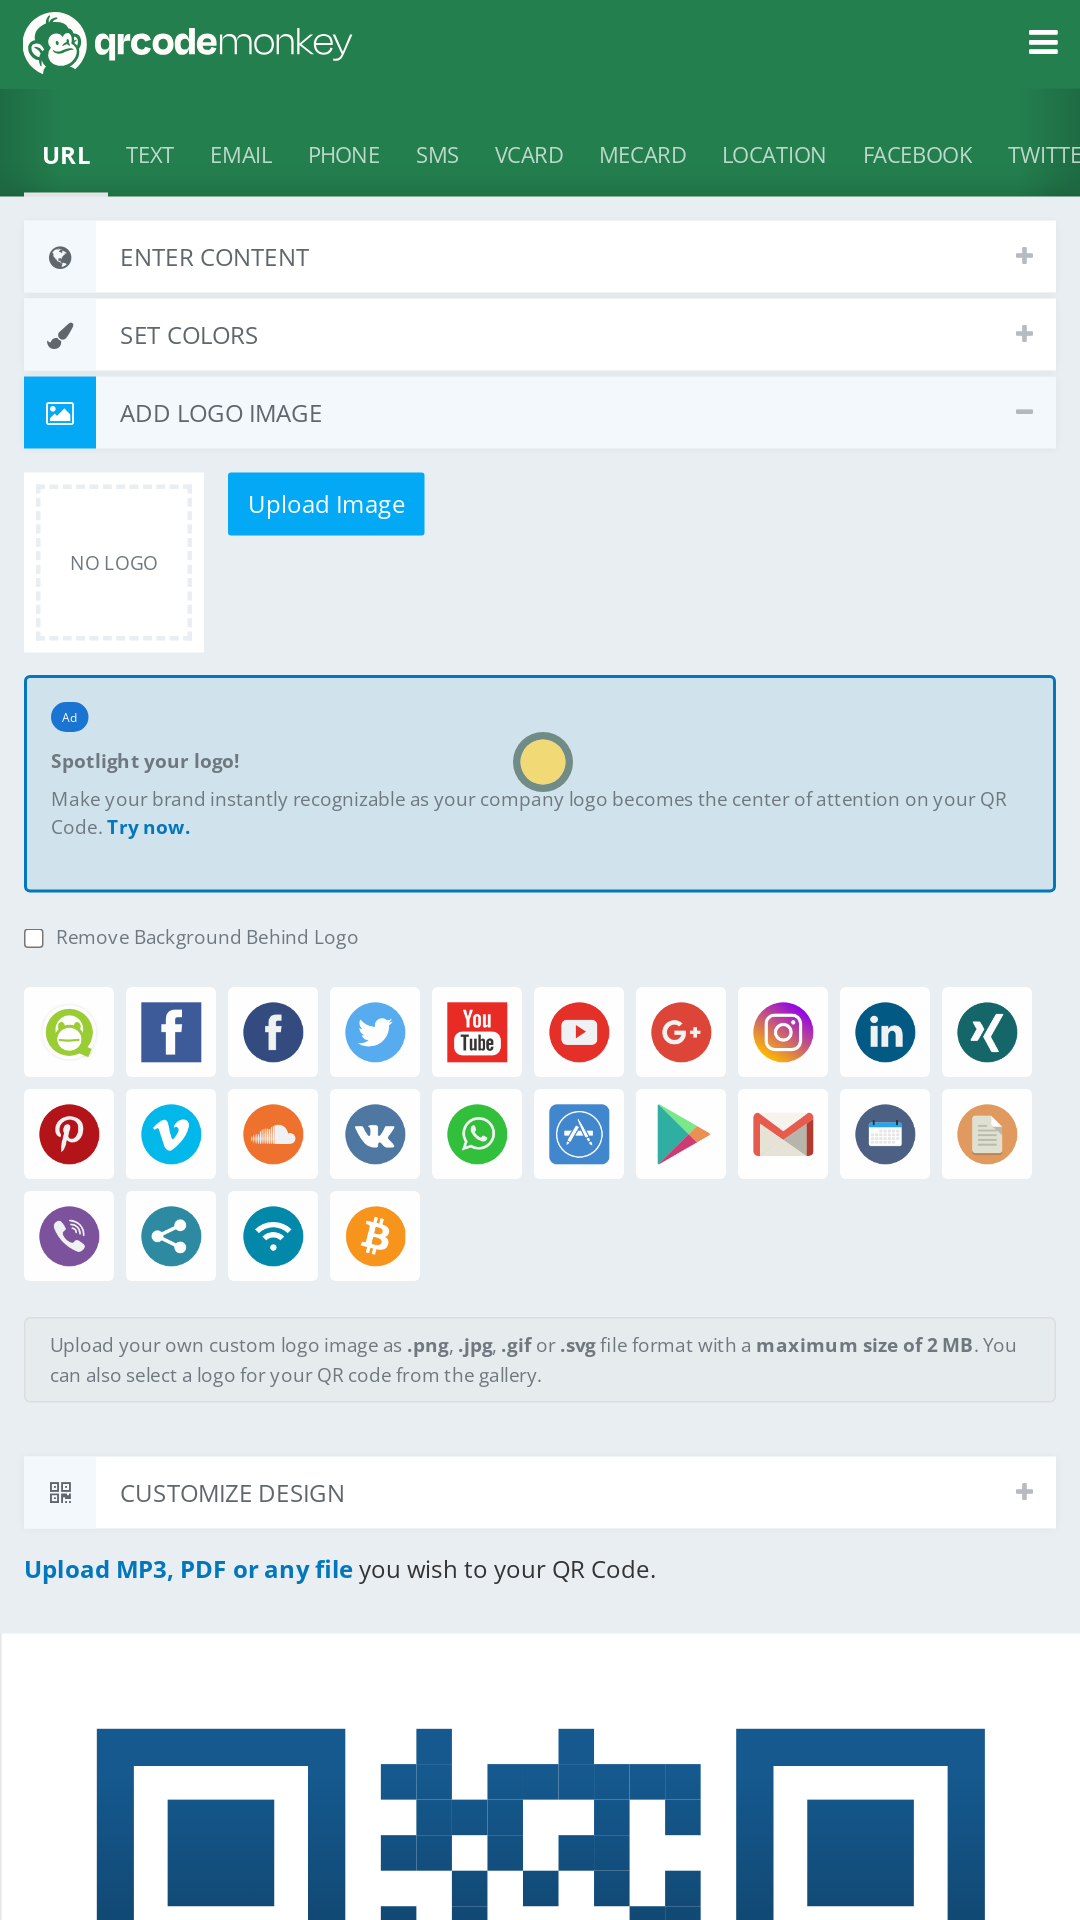 qrcodemonkey
URL TEXT EMAIL PHONE SMS VCARD MECARD LOCATION FACEBOOK TWITTE
ENTER CONTENT
SET COLORS
ADD LOGO IMAGE
Upload Image
NO LOGO
Ad
Spotlight your logo!
Make your brand instantly recognizable as your company logo becomes the center of attention on your QR
Code. Try now.
Remove Background Behind Logo
You
Tube
G+
in
Upload your own custom logo image as .png, .jpg, .gif or .svg file format with a maximum size of 2 MB. You
can also select a logo for your QR code from the gallery.
CUSTOMIZE DESIGN
Upload MP3, PDF or any file you wish to your QR Code.